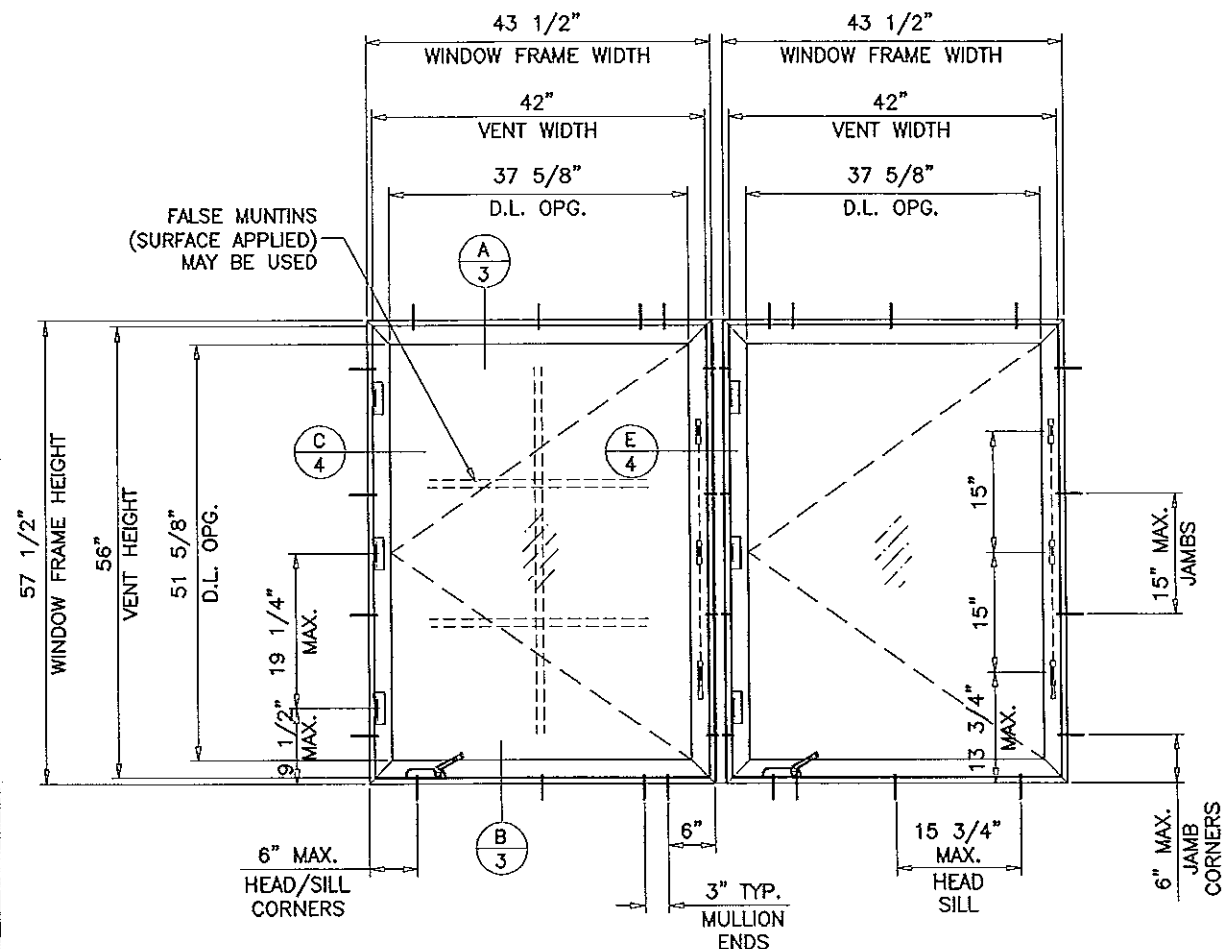 43 1/2"
WINDOW FRAME WIDTH
43 1/2"
WINDOW FRAME WIDTH
42"
VENT WIDTH
42"
VENT WIDTH
37 5/8"
D.L. OPG.
37 5/8"
D.L. OPG.
FALSE MUNTINS
(SURFACE APPLIED)
MAY BE USED
A
3
57 1/2"
WINDOW FRAME HEIGHT
56"
VENT HEIGHT
51 5/8"
D.L. OPG.
C
4
E
4
19 1/4"
MAX.
9 1/2"
MAX.
15"
15"
13 3/4"
MAX.
15" MAX.
JAMBS
6" MAX.
JAMB
CORNERS
B
3
6" MAX.
HEAD/SILL
CORNERS
6"
3" TYP.
MULLION
ENDS
15 3/4"
MAX.
HEAD
SILL